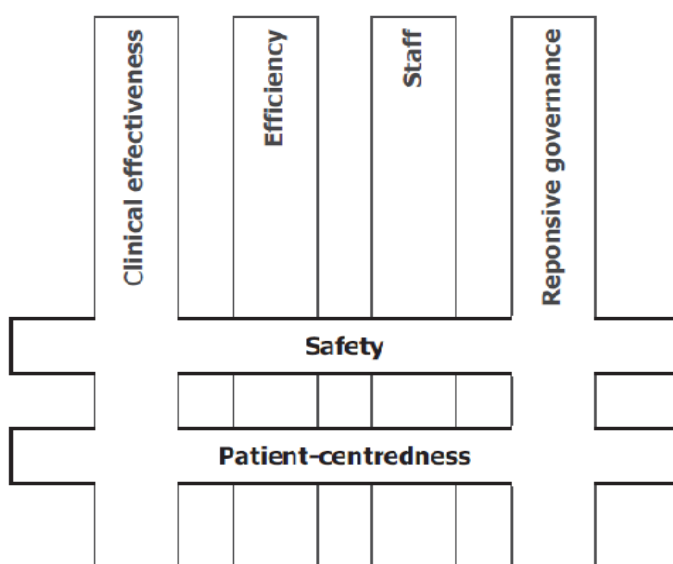 Clinical effectiveness
Efficiency
Staff
Reponsive governance
Safety
Patient-centredness